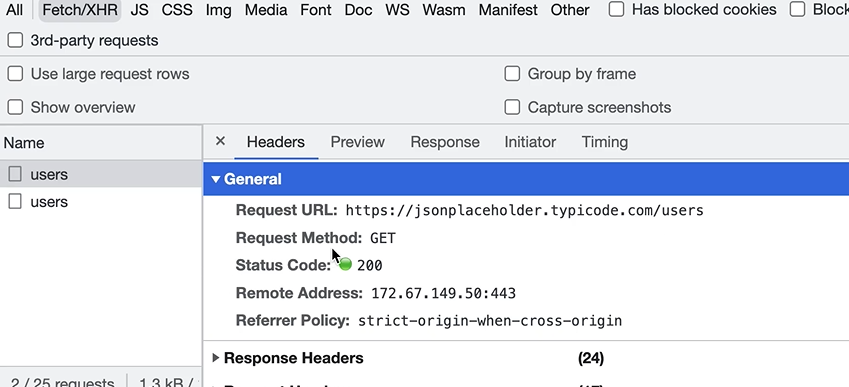 All Fetch/XHR JS CSS Img Media Font Doc WS Wasm Manifest Other Has blocked cookies Block
3rd-party requests
Use large request rows Group by frame
Show overview Capture screenshots
Name
users
users
Headers Preview Response Initiator Timing
General
Request URL: https://jsonplaceholder.typicode.com/users
Request Method: GET
Status Code: 200
Remote Address: 172.67.149.50:443
Referrer Policy: strict-origin-when-cross-origin
Response Headers (24)
2 / 25 requests 1.3 kB /